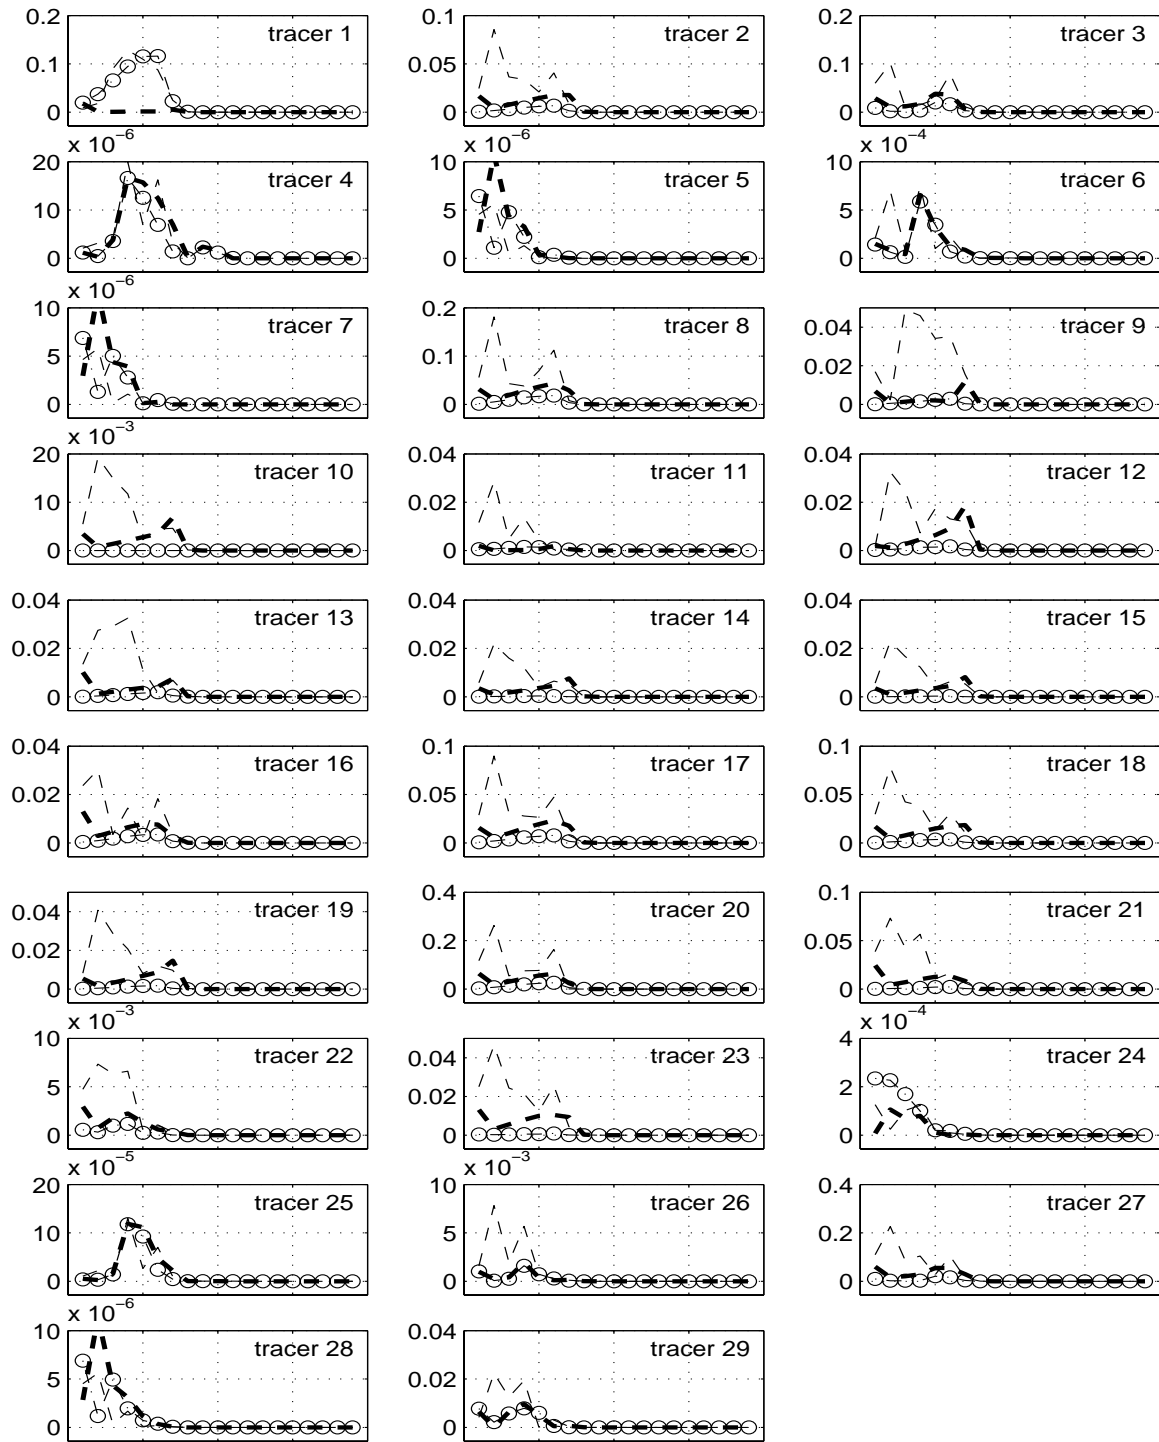 0.2
tracer 1
0.1
0
0.1
tracer 2
0.05
0
0.2
tracer 3
0.1
0
x 10⁻⁶
20
tracer 4
10
0
x 10⁻⁶
10
tracer 5
5
0
x 10⁻⁴
10
tracer 6
5
0
x 10⁻⁶
10
tracer 7
5
0
0.2
tracer 8
0.1
0
tracer 9
0.04
0.02
0
x 10⁻³
20
tracer 10
10
0
0.04
tracer 11
0.02
0
0.04
tracer 12
0.02
0
0.04
tracer 13
0.02
0
0.04
tracer 14
0.02
0
0.04
tracer 15
0.02
0
0.04
tracer 16
0.02
0
0.1
tracer 17
0.05
0
0.1
tracer 18
0.05
0
tracer 19
0.04
0.02
0
0.4
tracer 20
0.2
0
0.1
tracer 21
0.05
0
x 10⁻³
10
tracer 22
5
0
tracer 23
0.04
0.02
0
x 10⁻⁴
4
tracer 24
2
0
x 10⁻⁵
20
tracer 25
10
0
x 10⁻³
10
tracer 26
5
0
0.4
tracer 27
0.2
0
x 10⁻⁶
10
tracer 28
5
0
0.04
tracer 29
0.02
0